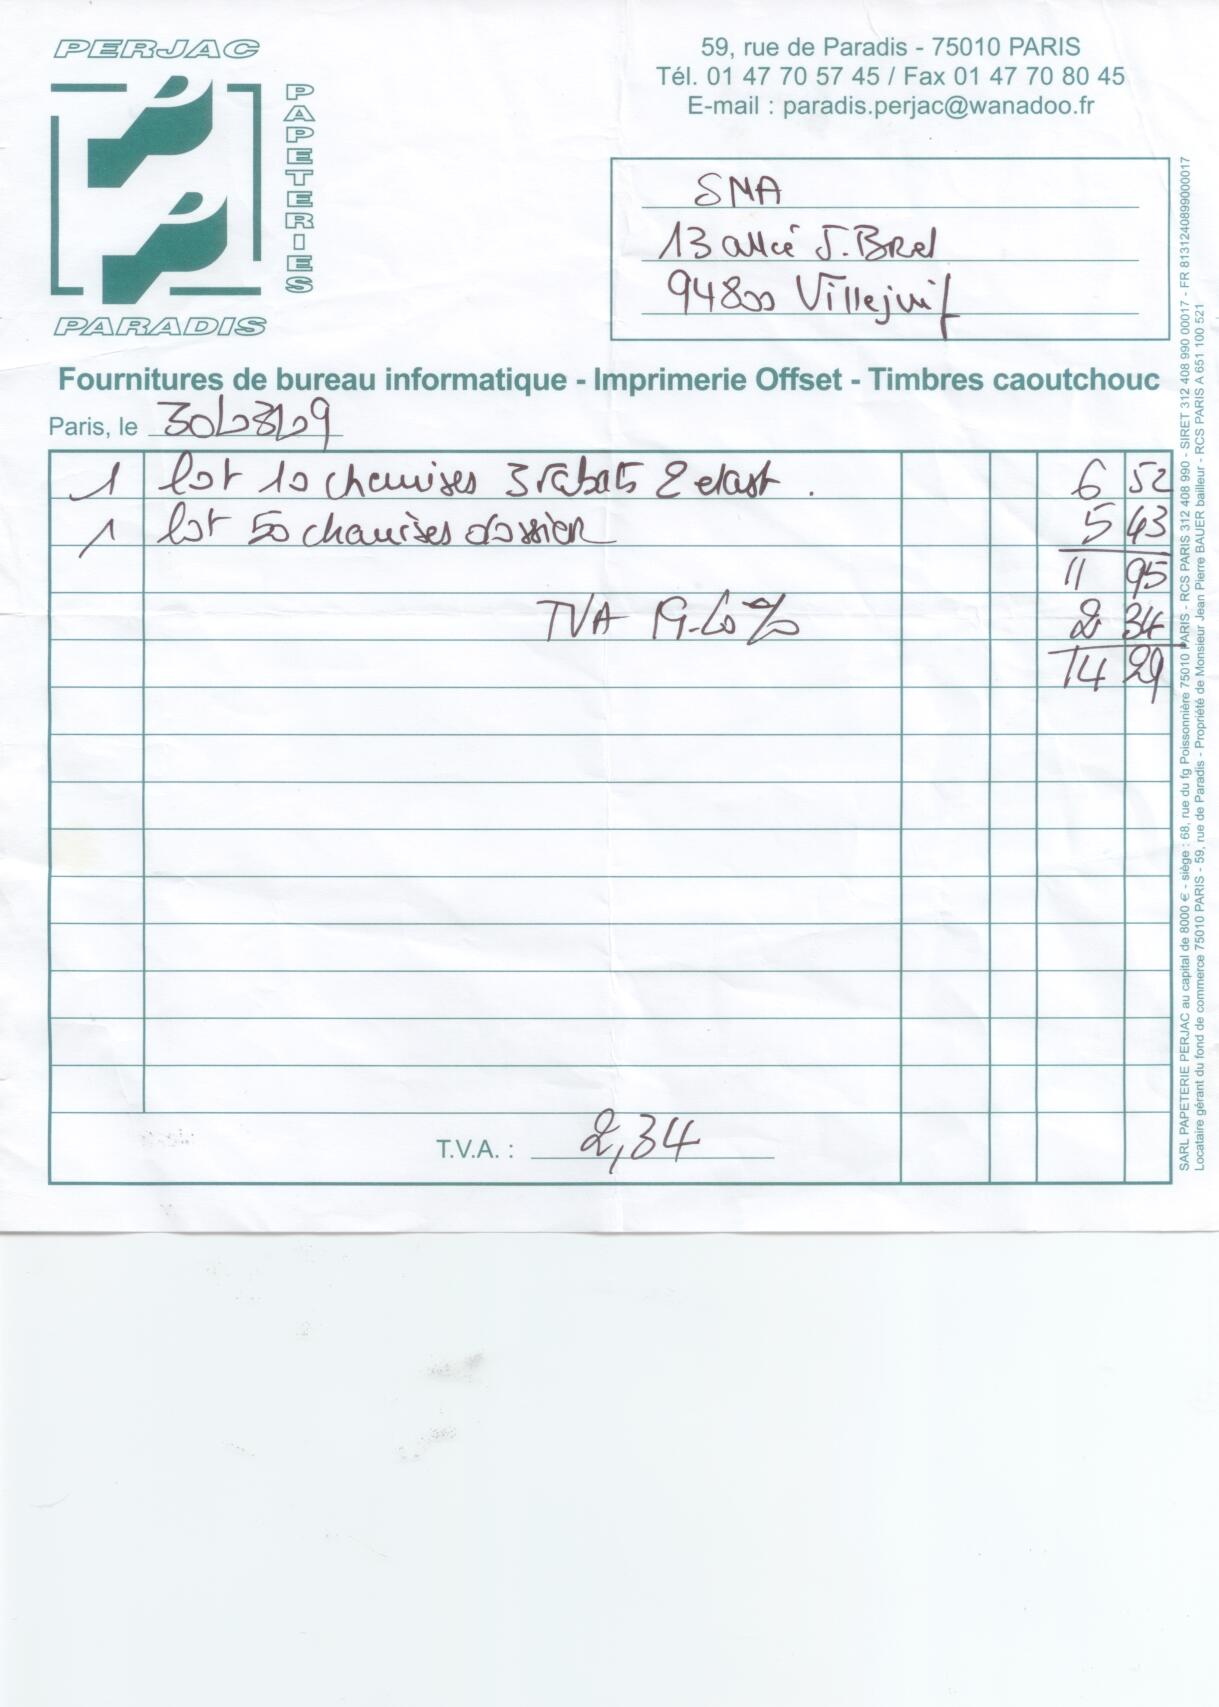 PERJAC
PAPETERIES
PARADIS
59, rue de Paradis - 75010 PARIS
Tél. 01 47 70 57 45 / Fax 01 47 70 80 45
E-mail : paradis.perjac@wanadoo.fr
SMA
13 allée J. Brel
94800 Villejuif
Fournitures de bureau informatique - Imprimerie Offset - Timbres caoutchouc
Paris, le 30/03/09
1 lot 10 chemises 3 rabats 2 elast. 6 52
1 lot 50 chemises dossier 5 43
11 95
TVA 19.60% 2 34
14 29
T.V.A. : 2,34
SARL PAPETERIE PERJAC au capital de 8000 € - siège : 68, rue du fg Poissonnière 75010 PARIS - RCS PARIS 312 408 990 - SIRET 312 408 990 00017 - FR 81312408990000017
Locataire gérant du fond de commerce 75010 PARIS - 59, rue de Paradis - Propriété de Monsieur Jean Pierre BAUER bailleur - RCS PARIS A 651 100 521